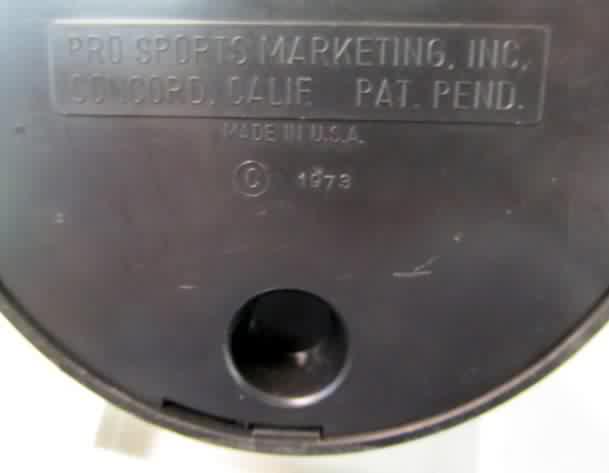 PRO SPORTS MARKETING, INC.
CONCORD, CALIF. PAT. PEND.
MADE IN U.S.A.
© 1973